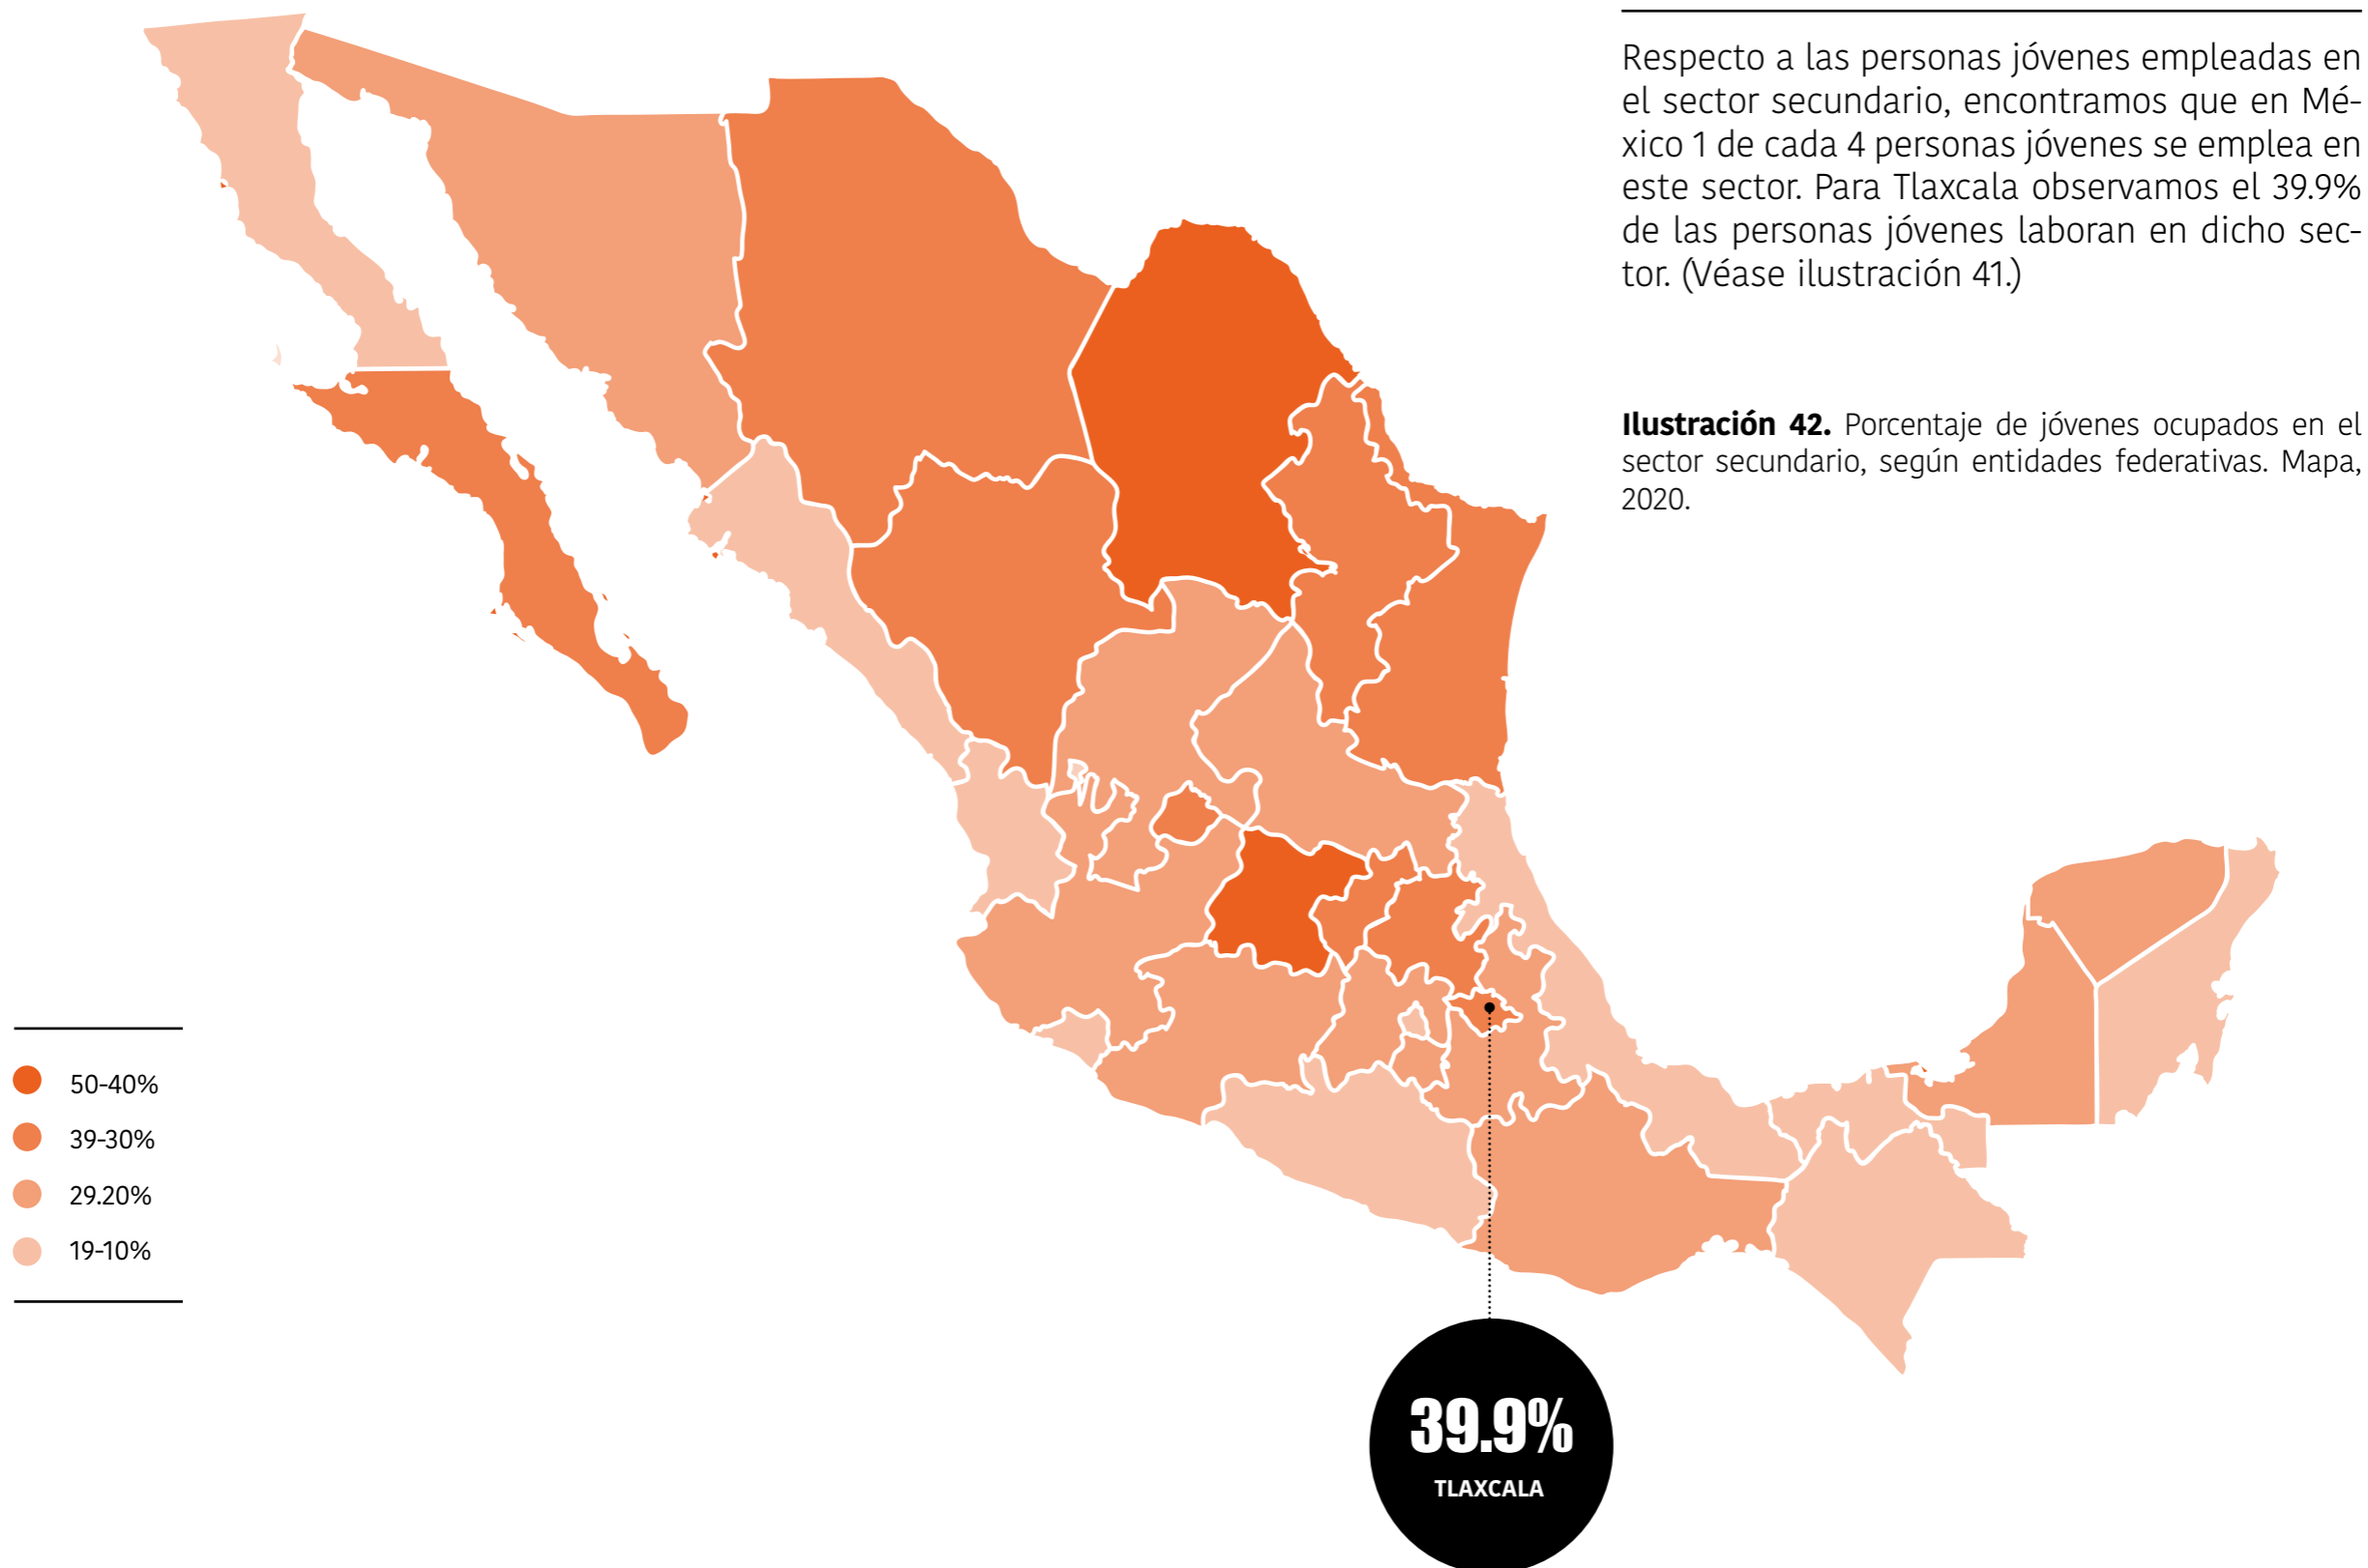 Respecto a las personas jóvenes empleadas en
el sector secundario, encontramos que en Mé-
xico 1 de cada 4 personas jóvenes se emplea en
este sector. Para Tlaxcala observamos el 39.9%
de las personas jóvenes laboran en dicho sec-
tor. (Véase ilustración 41.)
Ilustración 42. Porcentaje de jóvenes ocupados en el
sector secundario, según entidades federativas. Mapa,
2020.
50-40%
39-30%
29.20%
19-10%
39.9%
TLAXCALA